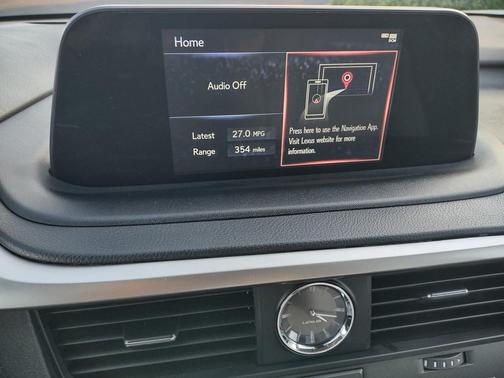 Home
Audio Off
Latest 27.0 MPG
Range 354 miles
Press here to use the Navigation App.
Visit Lexus website for more
information.
LEXUS